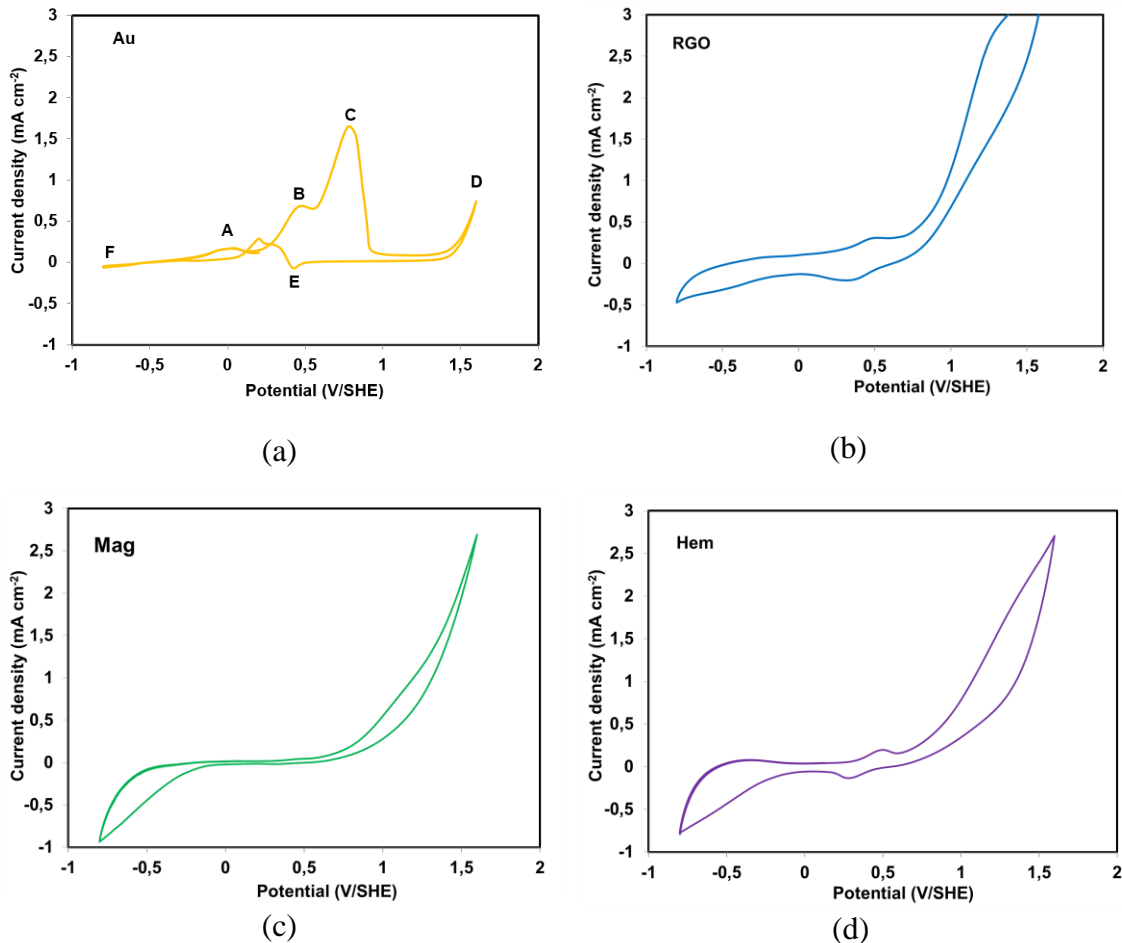 Au
Current density (mA cm-2)
3
2,5
2
1,5
1
0,5
0
-0,5
-1
A
B
C
D
E
F
-1
-0,5
0
0,5
1
1,5
2
Potential (V/SHE)
(a)
RGO
Current density (mA cm-2)
3
2,5
2
1,5
1
0,5
0
-0,5
-1
-1
-0,5
0
0,5
1
1,5
2
Potential (V/SHE)
(b)
Mag
Current density (mA cm-2)
3
2,5
2
1,5
1
0,5
0
-0,5
-1
-1
-0,5
0
0,5
1
1,5
2
Potential (V/SHE)
(c)
Hem
Current density (mA cm-2)
3
2,5
2
1,5
1
0,5
0
-0,5
-1
-1
-0,5
0
0,5
1
1,5
2
Potential (V/SHE)
(d)